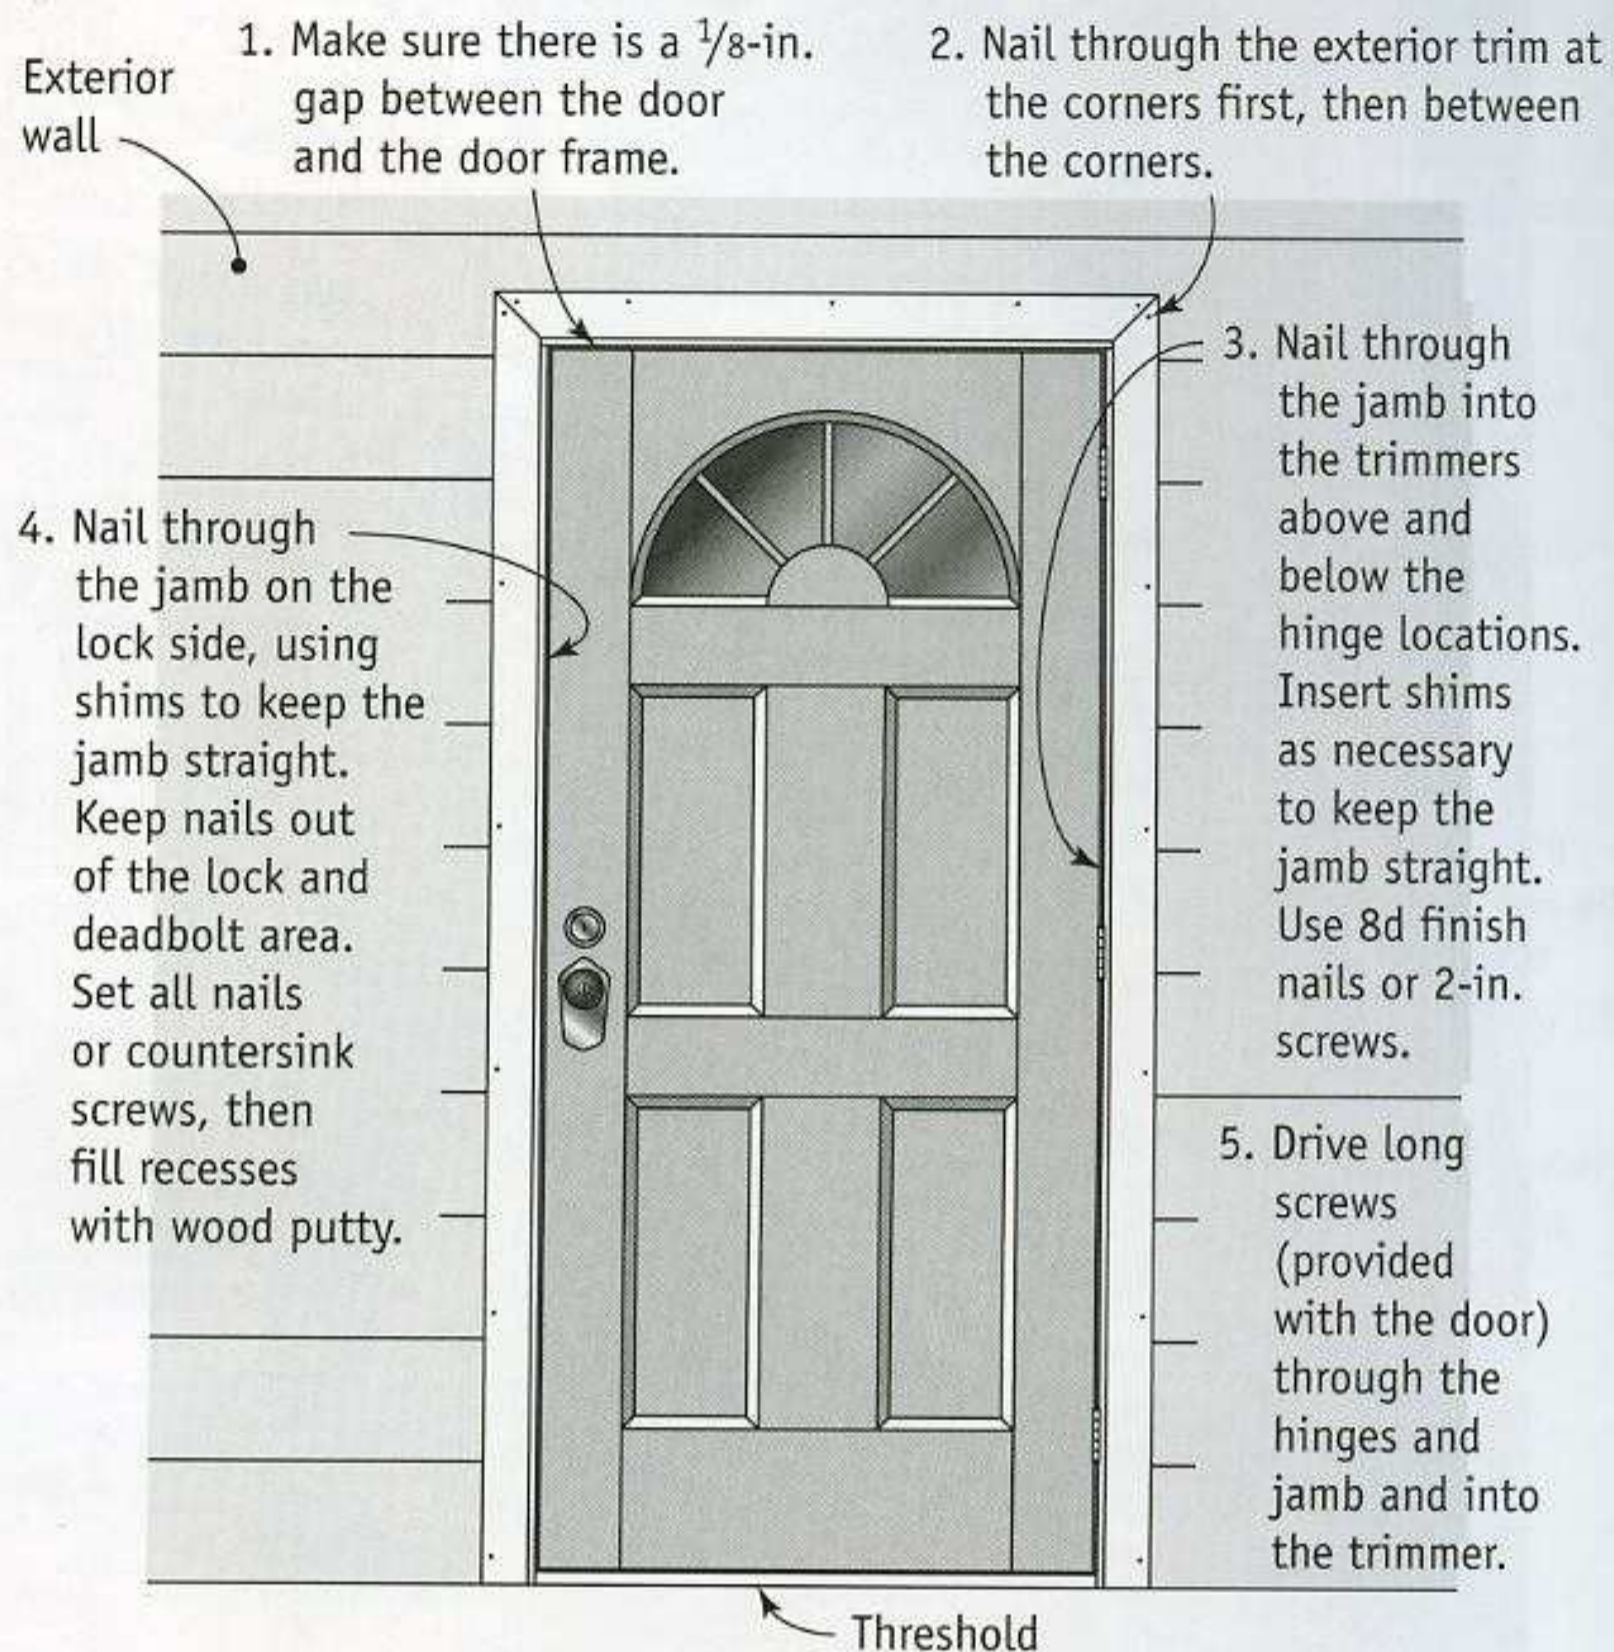 Exterior
wall
1. Make sure there is a 1/8-in.
gap between the door
and the door frame.
2. Nail through the exterior trim at
the corners first, then between
the corners.
3. Nail through
the jamb into
the trimmers
above and
below the
hinge locations.
Insert shims
as necessary
to keep the
jamb straight.
Use 8d finish
nails or 2-in.
screws.
4. Nail through
the jamb on the
lock side, using
shims to keep the
jamb straight.
Keep nails out
of the lock and
deadbolt area.
Set all nails
or countersink
screws, then
fill recesses
with wood putty.
5. Drive long
screws
(provided
with the door)
through the
hinges and
jamb and into
the trimmer.
Threshold